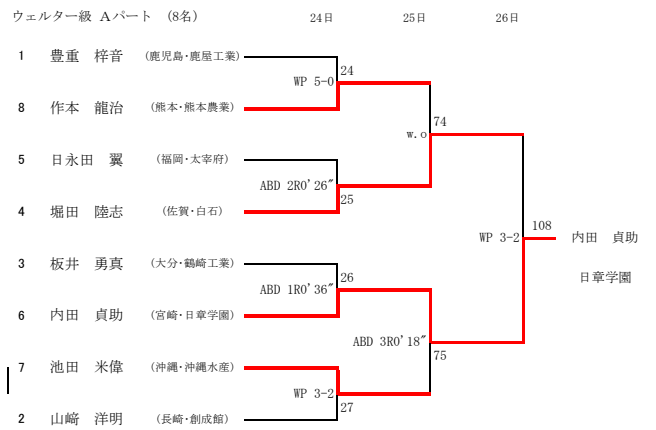 ウェルター級 Aパート (8名) 24日 25日 26日
1 豊重 梓音 (鹿児島・鹿屋工業)
24
WP 5-0
8 作本 龍治 (熊本・熊本農業)
74
w.o
5 日永田 翼 (福岡・太宰府)
ABD 2R0'26"
25
4 堀田 陸志 (佐賀・白石)
108
WP 3-2 内田 貞助
日章学園
3 板井 勇真 (大分・鶴崎工業)
26
ABD 1R0'36"
6 内田 貞助 (宮崎・日章学園)
ABD 3R0'18"
75
7 池田 米偉 (沖縄・沖縄水産)
WP 3-2
27
2 山﨑 洋明 (長崎・創成館)